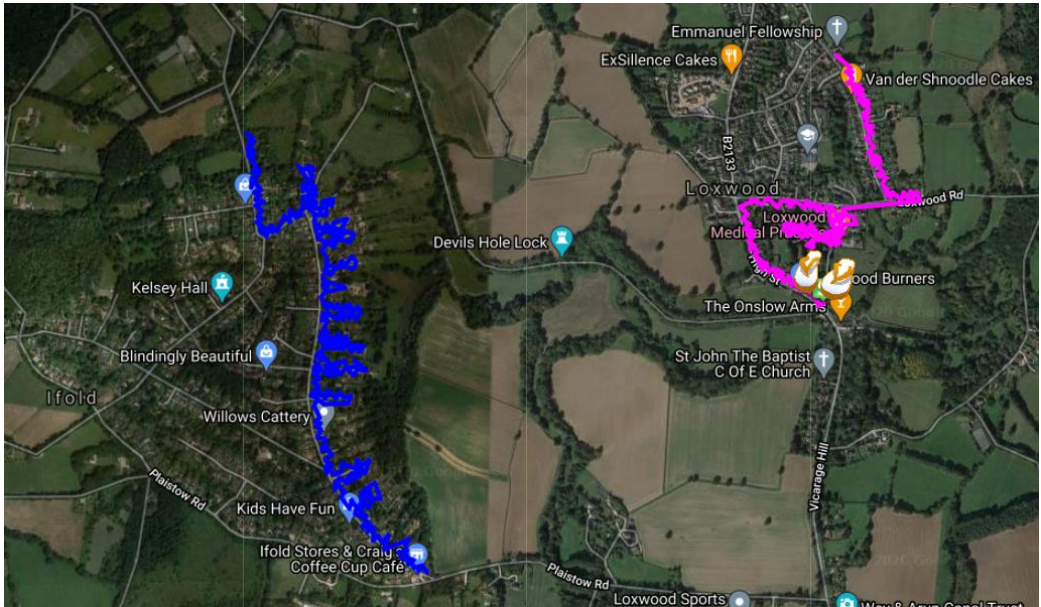 Emmanuel Fellowship
ExSillence Cakes
Van der Shnoodle Cakes
B2133
Loxwood
Loxwood Rd
Loxwood
Medical Pr
Devils Hole Lock
High St
ood Burners
Kelsey Hall
The Onslow Arms
Blindingly Beautiful
St John The Baptist
C Of E Church
Ifold
Willows Cattery
Vicarage Hill
Plaistow Rd
Kids Have Fun
Ifold Stores & Craig's
Coffee Cup Café
Plaistow Rd
Loxwood Sports
Wey & Arun Canal Trust